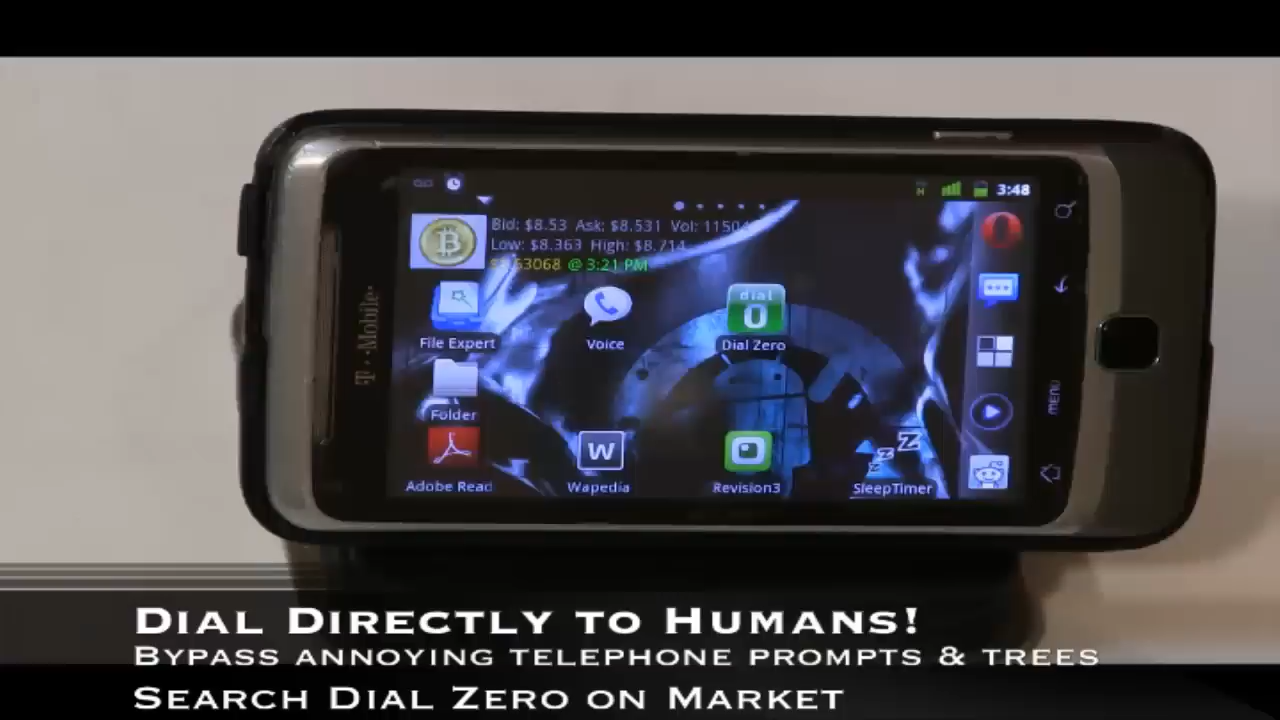 3:48
Bid: $8.53 Ask: $8.531 Vol: 11504
Low: $8.363 High: $8.714
@ 3:21 PM
B
dial
0
File Expert
Voice
Dial Zero
Folder
W
Adobe Read
Wapedia
Revision3
SleepTimer
z z Z
T-Mobile
MENU
DIAL DIRECTLY TO HUMANS!
BYPASS ANNOYING TELEPHONE PROMPTS & TREES
SEARCH DIAL ZERO ON MARKET